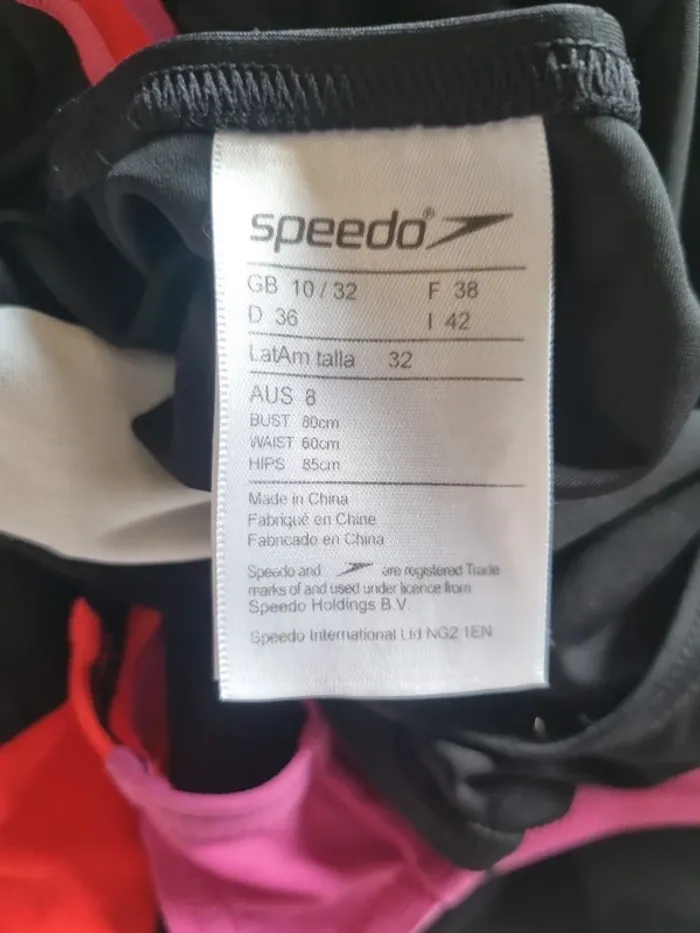 speedo®
GB 10 / 32 F 38
D 36 I 42
LatAm talla 32
AUS 8
BUST 80cm
WAIST 60cm
HIPS 85cm
Made in China
Fabriqué en Chine
Fabricado en China
Speedo and are registered Trade
marks of and used under licence from
Speedo Holdings B.V.
Speedo International Ltd NG2 1EN